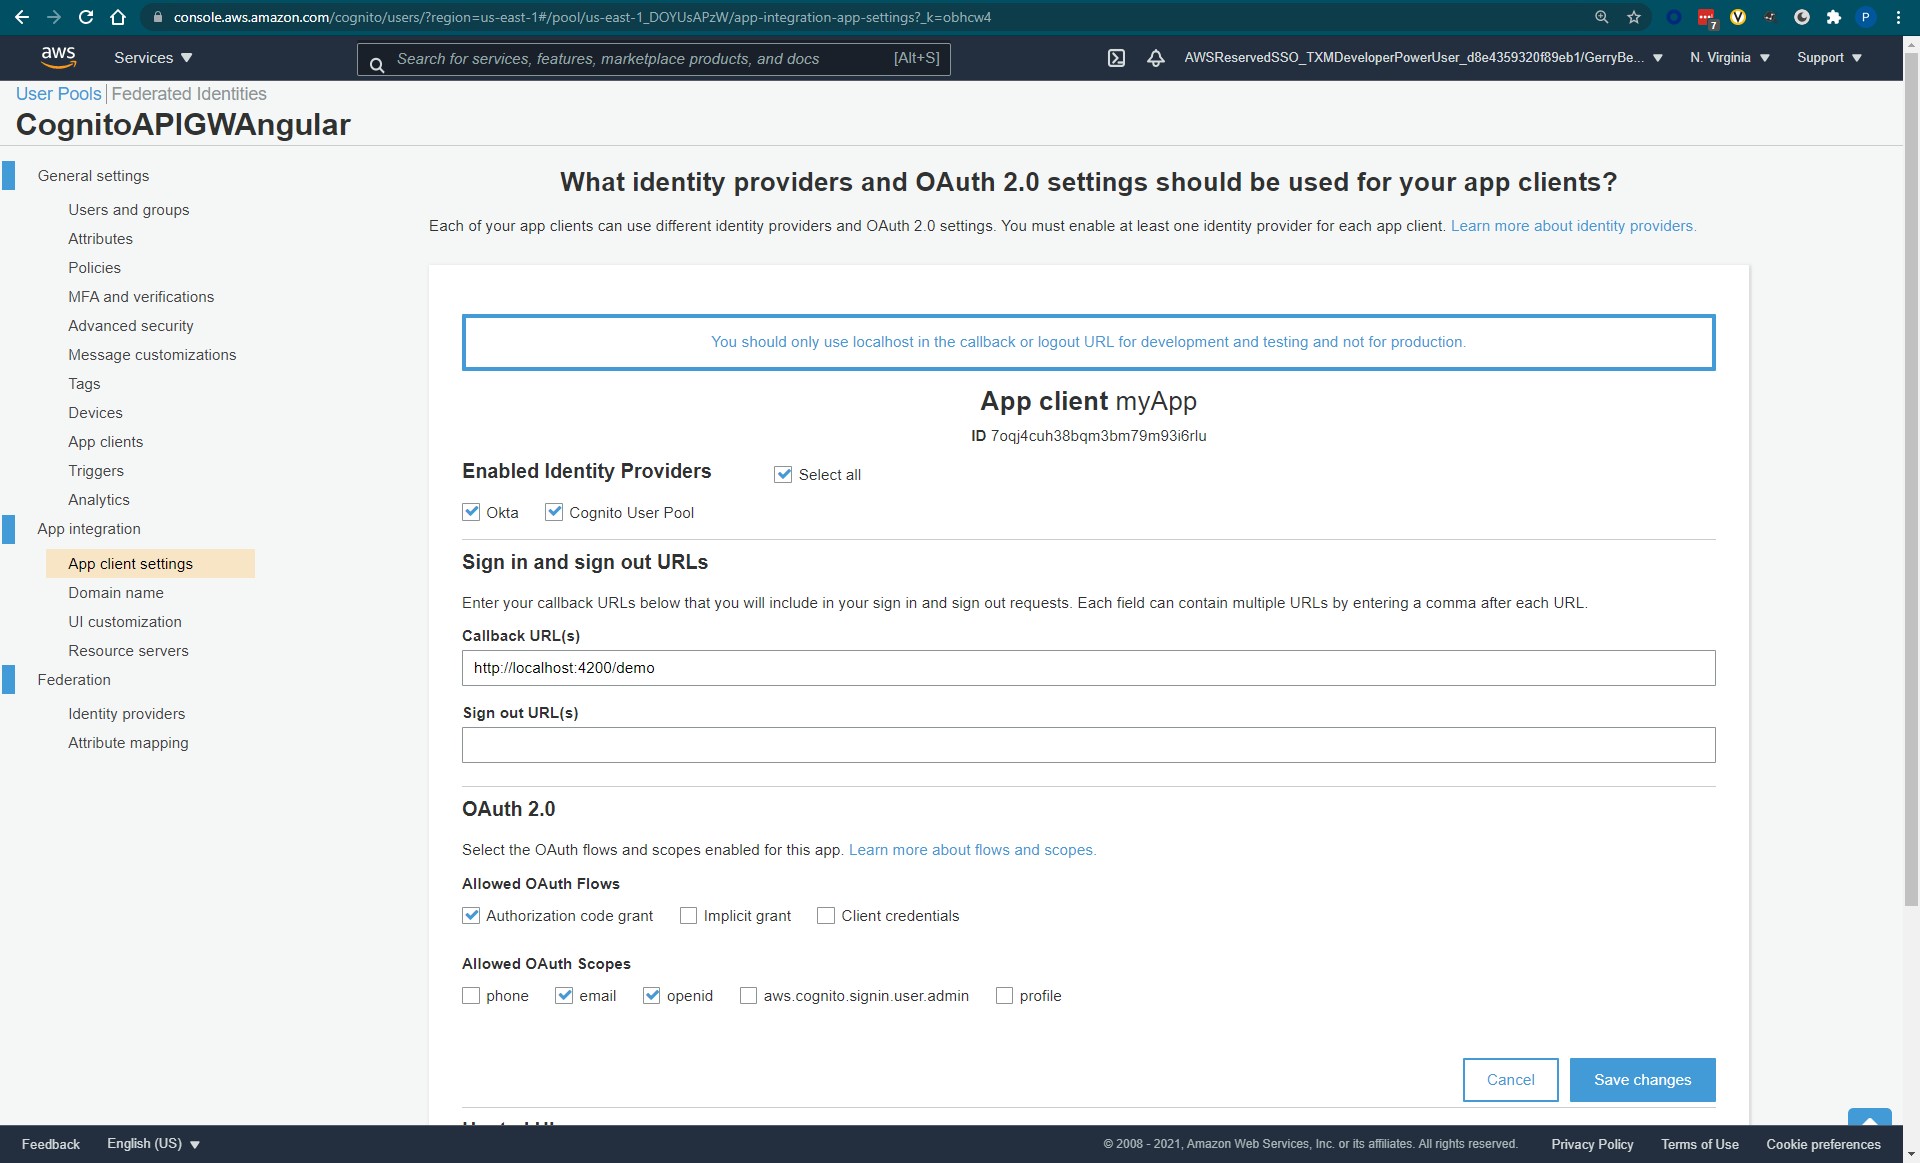 console.aws.amazon.com/cognito/users/?region=us-east-1#/pool/us-east-1_DOYUsAPzW/app-integration-app-settings?_k=obhcw4
7
P
aws
Services
Search for services, features, marketplace products, and docs
[Alt+S]
AWSReservedSSO_TXMDeveloperPowerUser_d8e4359320f89eb1/GerryBe...
N. Virginia
Support
User Pools | Federated Identities
CognitoAPIGWAngular
General settings
Users and groups
Attributes
Policies
MFA and verifications
Advanced security
Message customizations
Tags
Devices
App clients
Triggers
Analytics
App integration
App client settings
Domain name
UI customization
Resource servers
Federation
Identity providers
Attribute mapping
What identity providers and OAuth 2.0 settings should be used for your app clients?
Each of your app clients can use different identity providers and OAuth 2.0 settings. You must enable at least one identity provider for each app client. Learn more about identity providers.
You should only use localhost in the callback or logout URL for development and testing and not for production.
App client myApp
ID 7oqj4cuh38bqm3bm79m93i6rlu
Enabled Identity Providers
Select all
Okta
Cognito User Pool
Sign in and sign out URLs
Enter your callback URLs below that you will include in your sign in and sign out requests. Each field can contain multiple URLs by entering a comma after each URL.
Callback URL(s)
http://localhost:4200/demo
Sign out URL(s)
OAuth 2.0
Select the OAuth flows and scopes enabled for this app. Learn more about flows and scopes.
Allowed OAuth Flows
Authorization code grant
Implicit grant
Client credentials
Allowed OAuth Scopes
phone
email
openid
aws.cognito.signin.user.admin
profile
Cancel
Save changes
Feedback
English (US)
© 2008 - 2021, Amazon Web Services, Inc. or its affiliates. All rights reserved.
Privacy Policy
Terms of Use
Cookie preferences